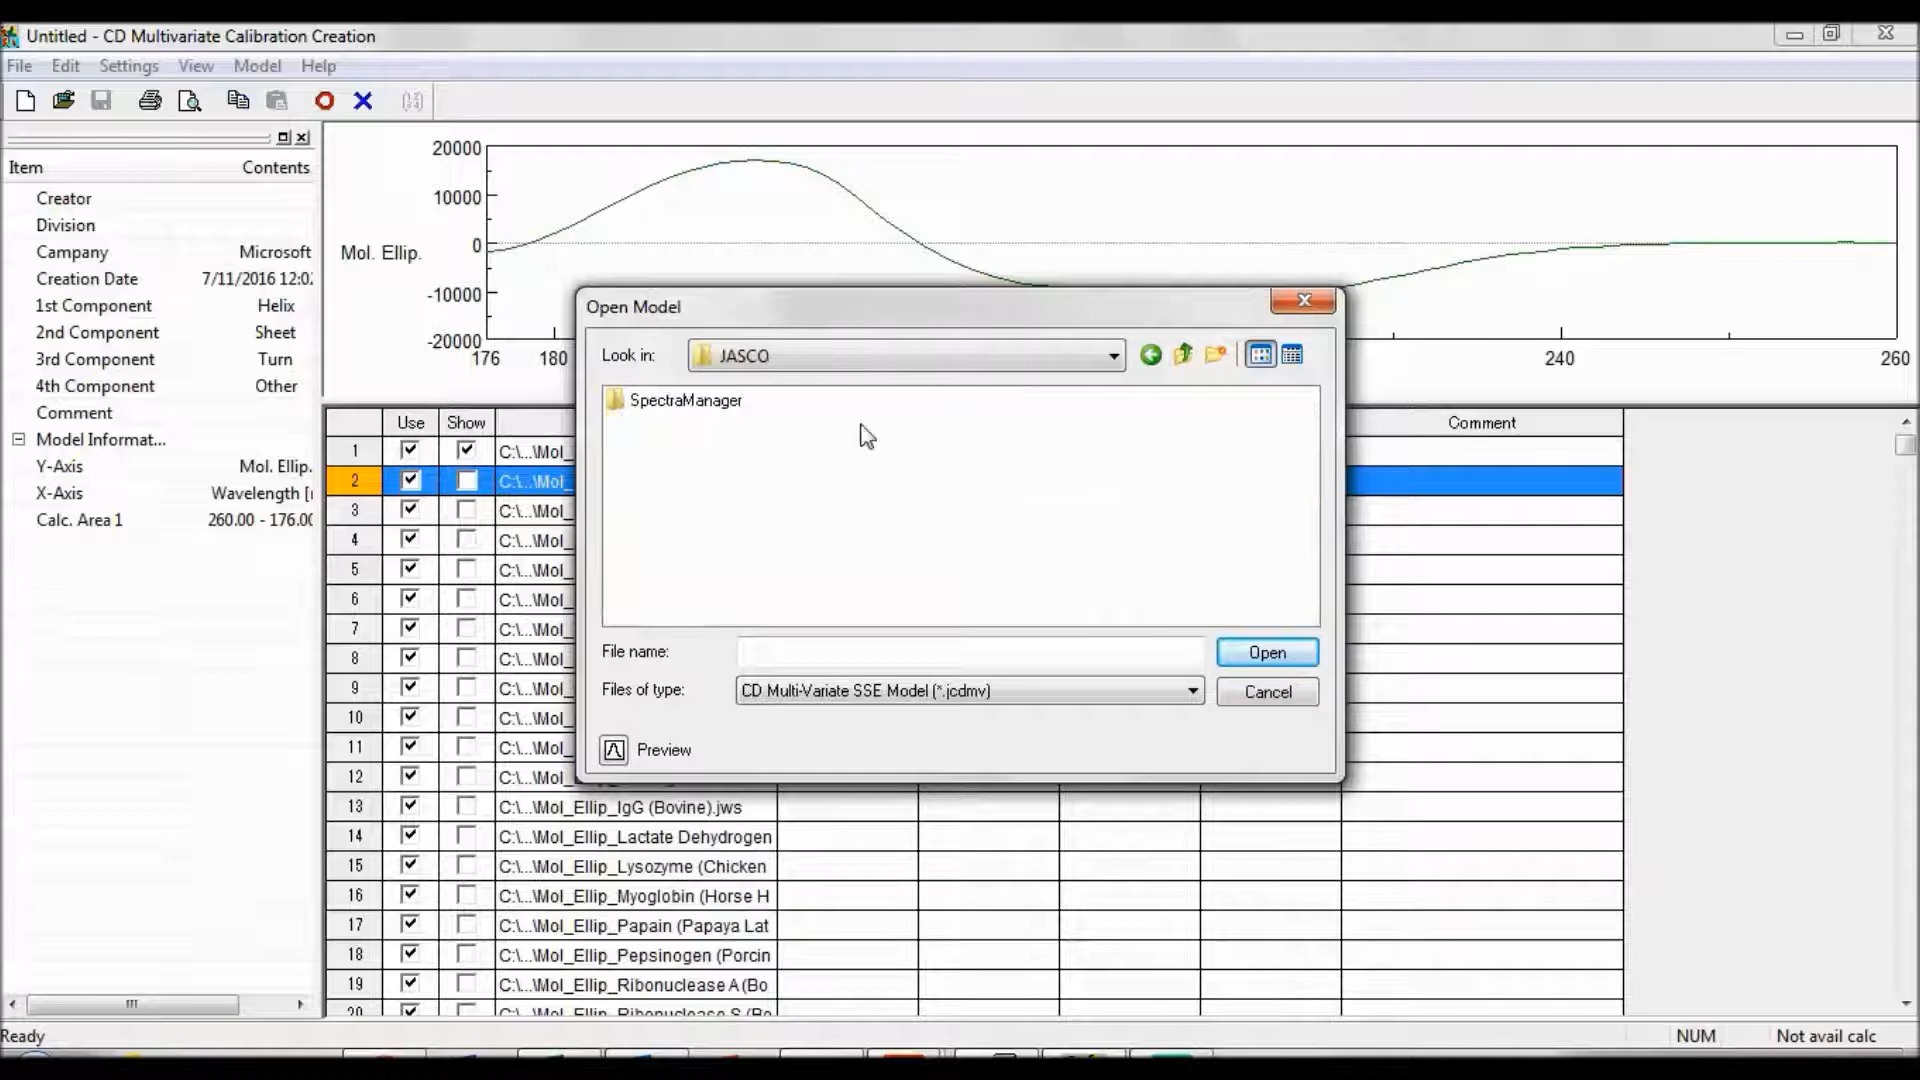 Untitled - CD Multivariate Calibration Creation
File Edit Settings View Model Help
Item Contents
Creator
Division
Campany Microsoft
Creation Date 7/11/2016 12:0
1st Component Helix
2nd Component Sheet
3rd Component Turn
4th Component Other
Comment
Model Informat...
Y-Axis Mol. Ellip.
X-Axis Wavelength [
Calc. Area 1 260.00 - 176.00
20000
10000
0
-10000
-20000
Mol. Ellip.
176 180 240 260
Open Model
Look in: JASCO
SpectraManager
File name: Open
Files of type: CD Multi-Variate SSE Model (*.jcdmv) Cancel
Preview
Use Show Comment
1 C:\...\Mol_
2 C:\...\Mol_
3 C:\...\Mol_
4 C:\...\Mol_
5 C:\...\Mol_
6 C:\...\Mol_
7 C:\...\Mol_
8 C:\...\Mol_
9 C:\...\Mol_
10 C:\...\Mol_
11 C:\...\Mol_
12 C:\...\Mol_
13 C:\...\Mol_Ellip_IgG (Bovine).jws
14 C:\...\Mol_Ellip_Lactate Dehydrogen
15 C:\...\Mol_Ellip_Lysozyme (Chicken
16 C:\...\Mol_Ellip_Myoglobin (Horse H
17 C:\...\Mol_Ellip_Papain (Papaya Lat
18 C:\...\Mol_Ellip_Pepsinogen (Porcin
19 C:\...\Mol_Ellip_Ribonuclease A (Bo
20 C:\...\Mol_Ellip_Ribonuclease S (Bo
Ready NUM Not avail calc